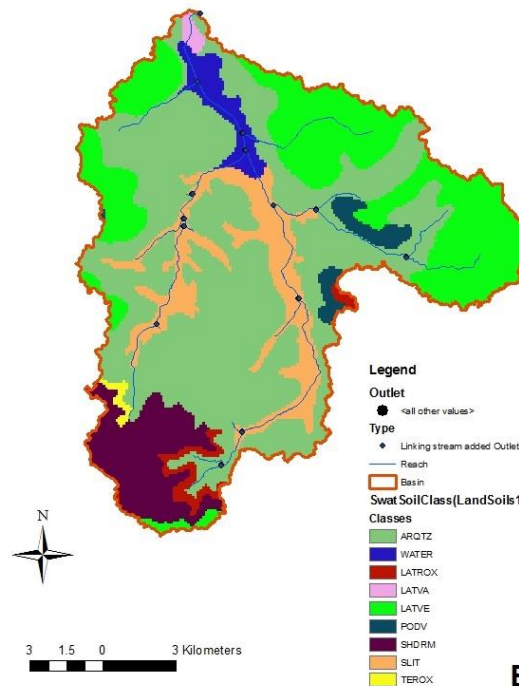 Legend
Outlet
<all other values>
Type
Linking stream added Outlet
Reach
Basin
SwatSoilClass(LandSoils1
Classes
ARQTZ
WATER
LATROX
LATVA
LATVE
PODV
SHDRM
SLIT
TEROX
N
3 1.5 0 3 Kilometers